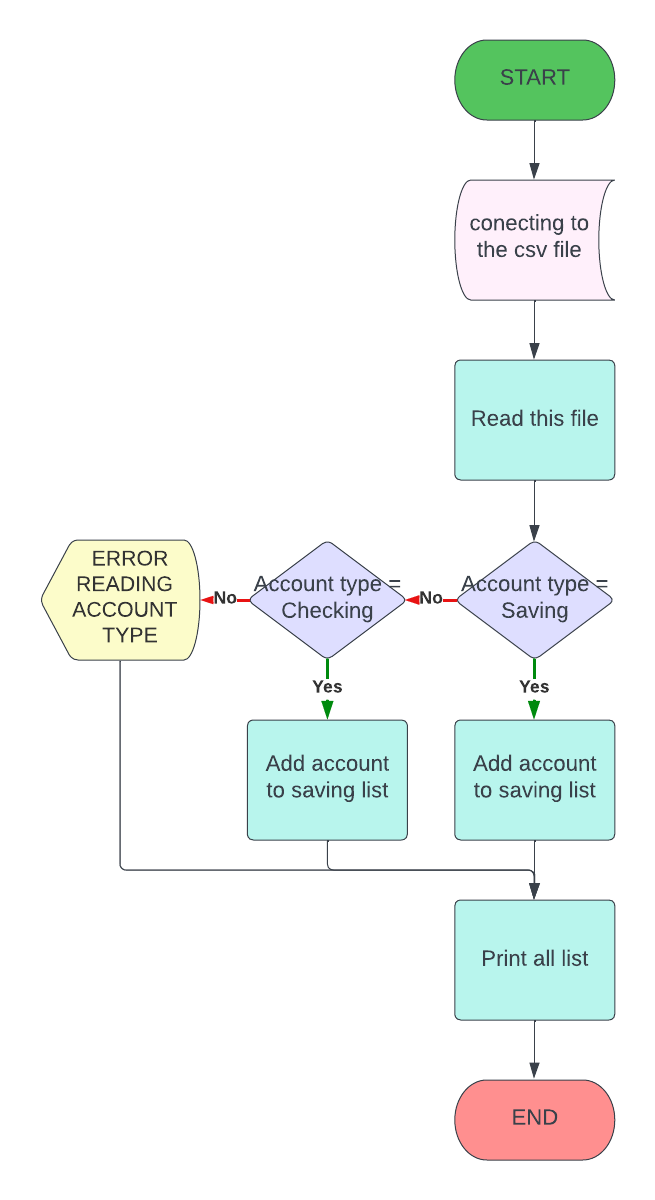 START
conecting to
the csv file
Read this file
Account type =
Saving
No
Account type =
Checking
No
ERROR
READING
ACCOUNT
TYPE
Yes
Yes
Add account
to saving list
Add account
to saving list
Print all list
END